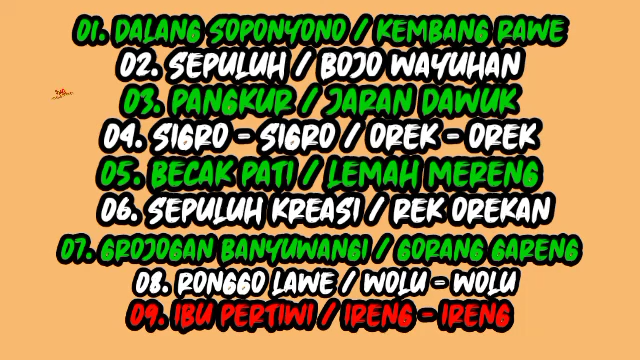 01. DALANG SOPONYONO / KEMBANG RAWE
02. SEPULUH / BOJO WAYUHAN
03. PANGKUR / JARAN DAWUK
04. SIGRO - SIGRO / OREK - OREK
05. BECAK PATI / LEMAH MERENG
06. SEPULUH KREASI / REK OREKAN
07. GROJOGAN BANYUWANGI / GORANG GARENG
08. RONGGO LAWE / WOLU - WOLU
09. IBU PERTIWI / IRENG - IRENG